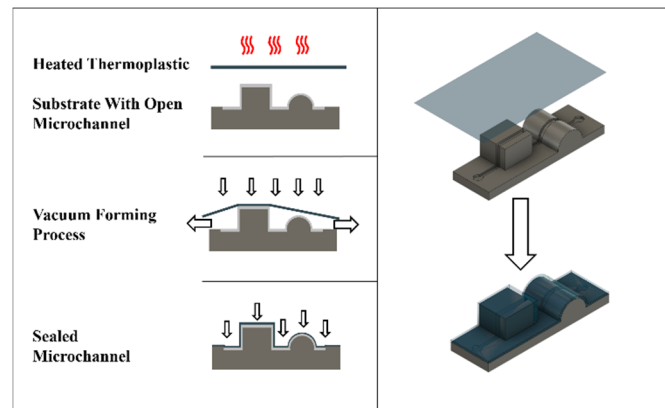 Heated Thermoplastic
Substrate With Open
Microchannel
Vacuum Forming
Process
Sealed
Microchannel